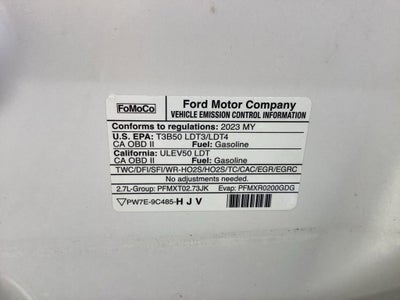 FoMoCo
Ford Motor Company
VEHICLE EMISSION CONTROL INFORMATION
Conforms to regulations: 2023 MY
U.S. EPA: T3B50 LDT3/LDT4
CA OBD II Fuel: Gasoline
California: ULEV50 LDT
CA OBD II Fuel: Gasoline
TWC/DFI/SFI/WR-HO2S/HO2S/TC/CAC/EGR/EGRC
No adjustments needed.
2.7L-Group: PFMXT02.73JK Evap: PFMXR0200GDG
PW7E-9C485-HJV